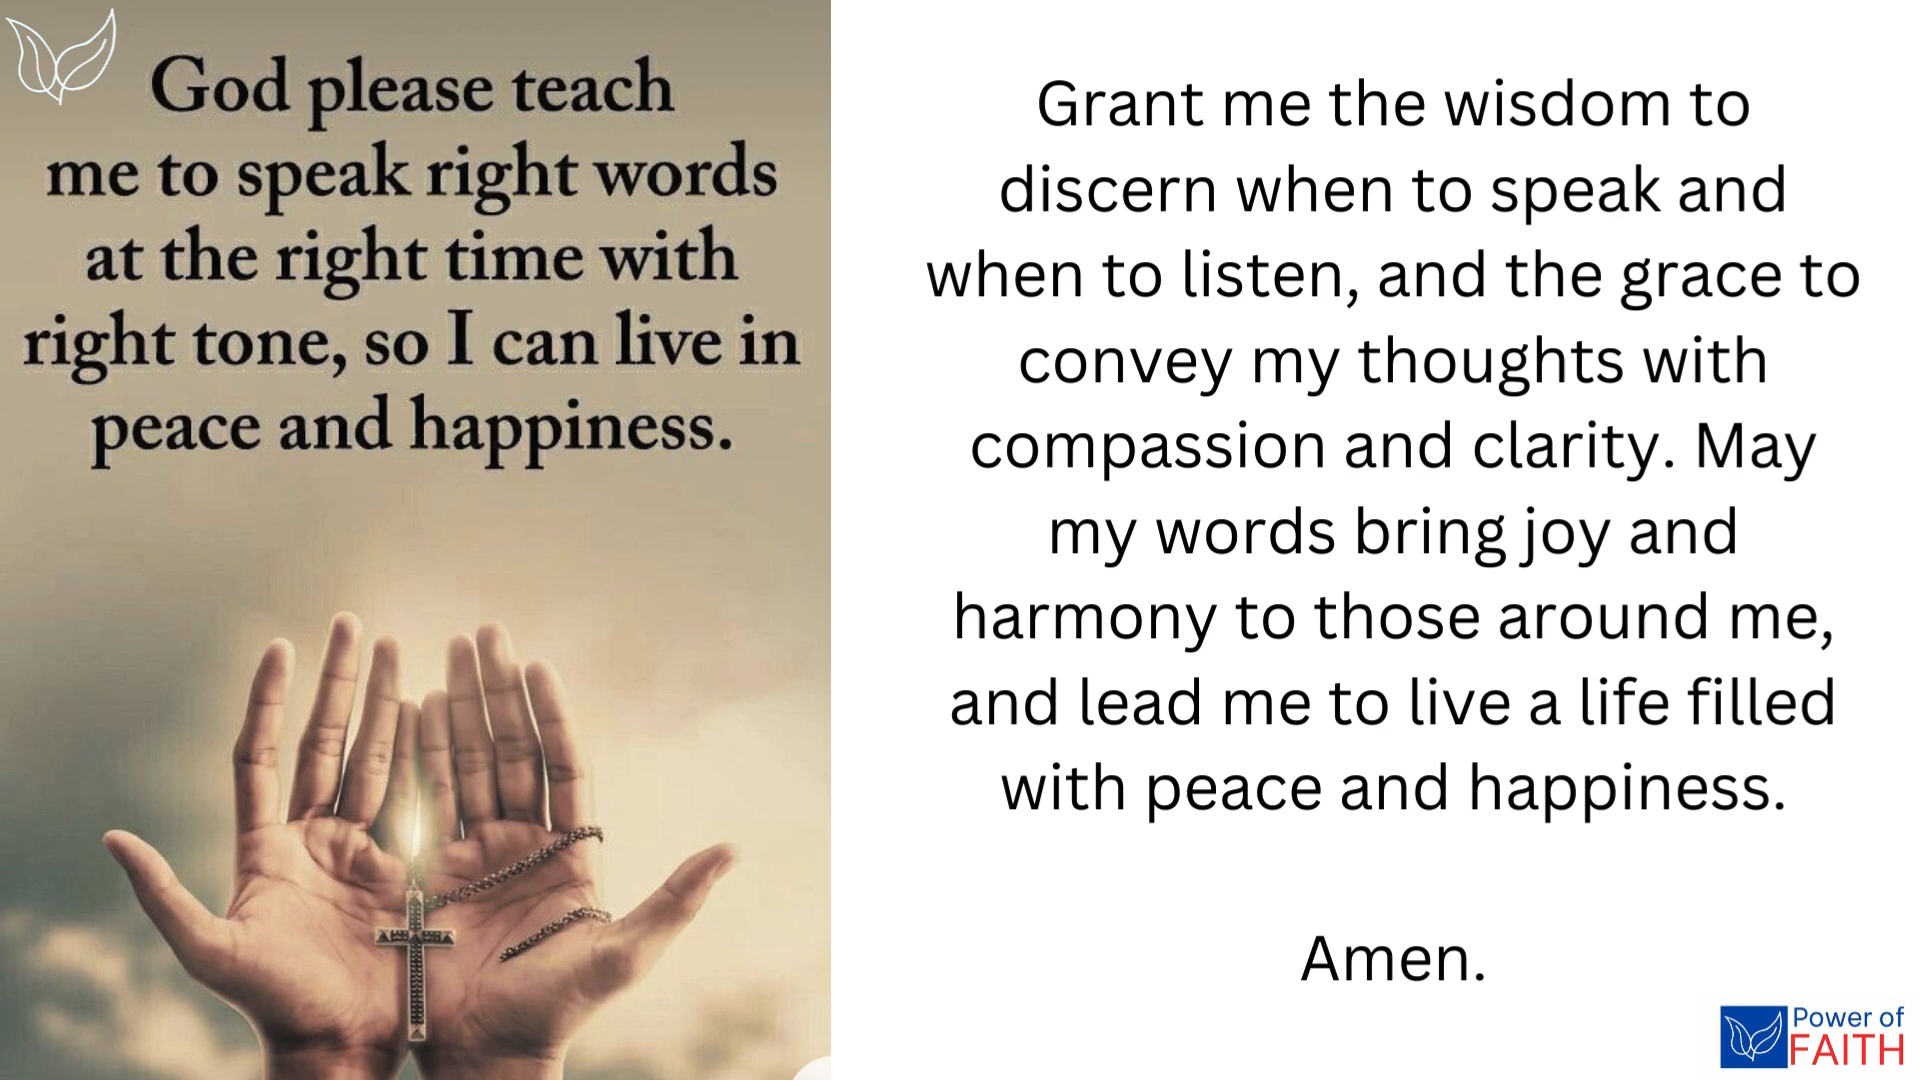 God please teach
me to speak right words
at the right time with
right tone, so I can live in
peace and happiness.
Grant me the wisdom to
discern when to speak and
when to listen, and the grace to
convey my thoughts with
compassion and clarity. May
my words bring joy and
harmony to those around me,
and lead me to live a life filled
with peace and happiness.
Amen.
Power of
FAITH